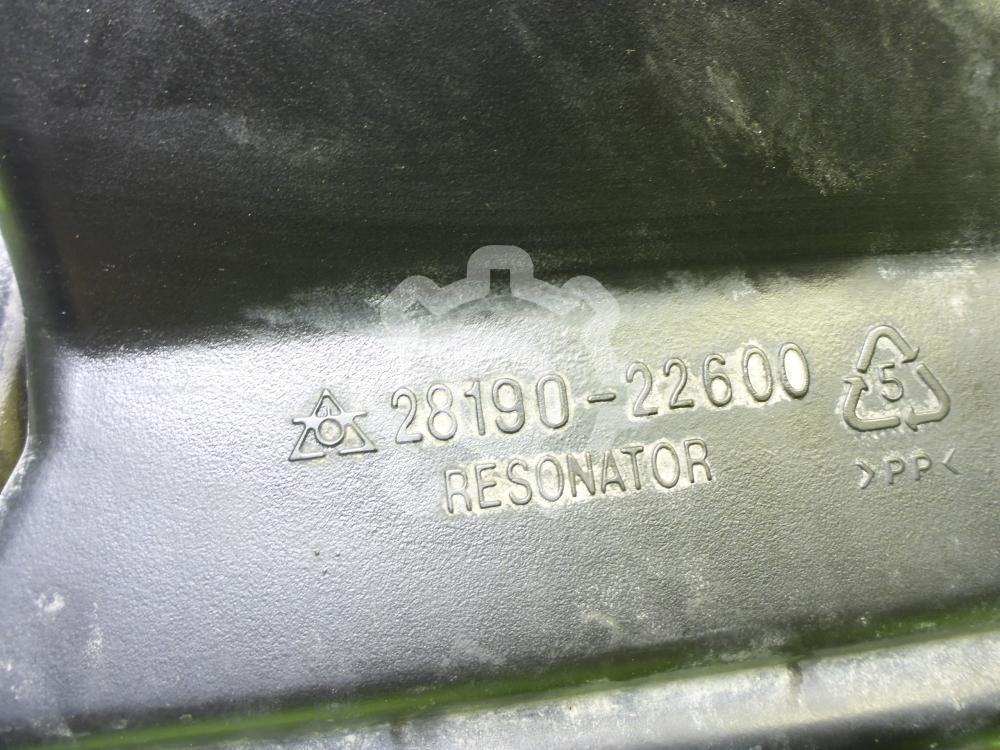 28190-22600
5
RESONATOR
>PP<